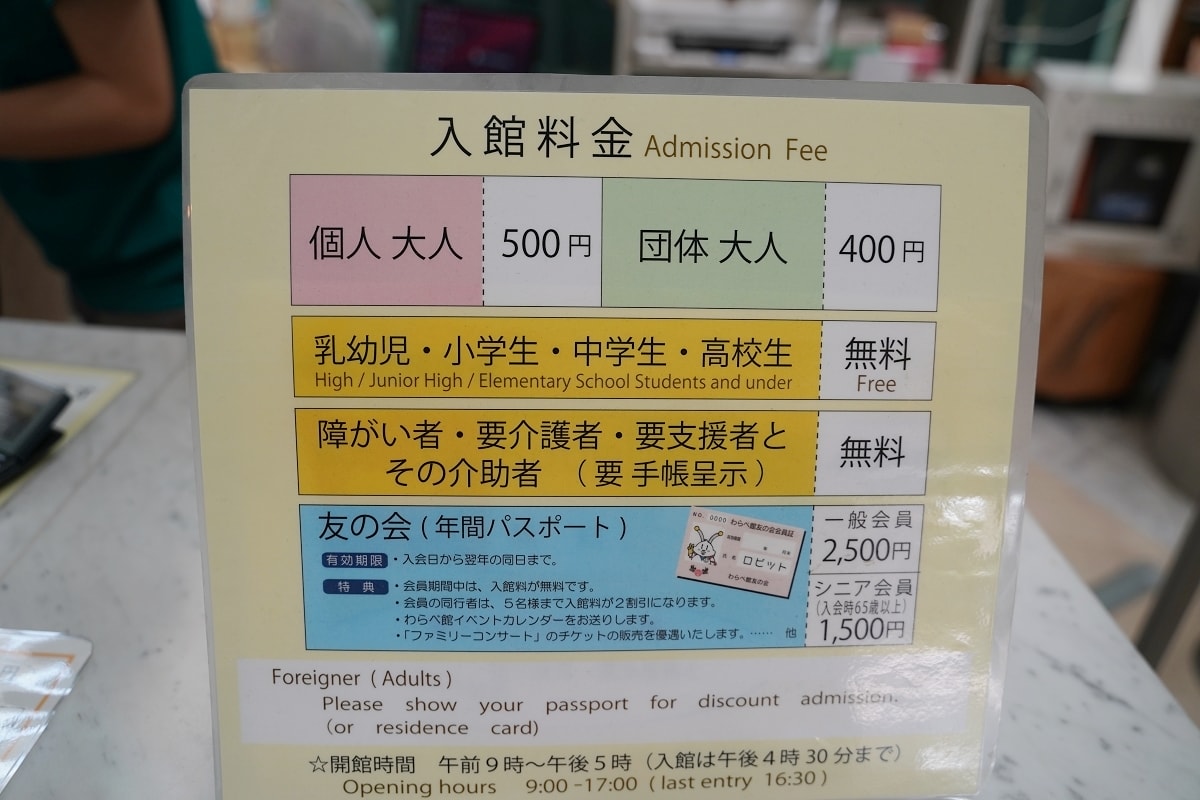 入館料金 Admission Fee
個人 大人 500円 団体 大人 400円
乳幼児・小学生・中学生・高校生 無料
High / Junior High / Elementary School Students and under Free
障がい者・要介護者・要支援者と
その介助者 （要 手帳呈示） 無料
友の会(年間パスポート)
有効期限 ・入会日から翌年の同日まで。
特典 ・会員期間中は、入館料が無料です。
・会員の同行者は、５名様まで入館料が２割引になります。
・わらべ館イベントカレンダーをお送りします。
・「ファミリーコンサート」のチケットの販売を優遇いたします。…… 他
NO. 0000 わらべ館友の会会員証
ロビット
わらべ館友の会
一般会員
2,500円
シニア会員
(入会時65歳以上)
1,500円
Foreigner (Adults)
Please show your passport for discount admission.
(or residence card)
☆開館時間 午前９時～午後５時（入館は午後４時30分まで）
Opening hours 9:00 -17:00 (last entry 16:30)